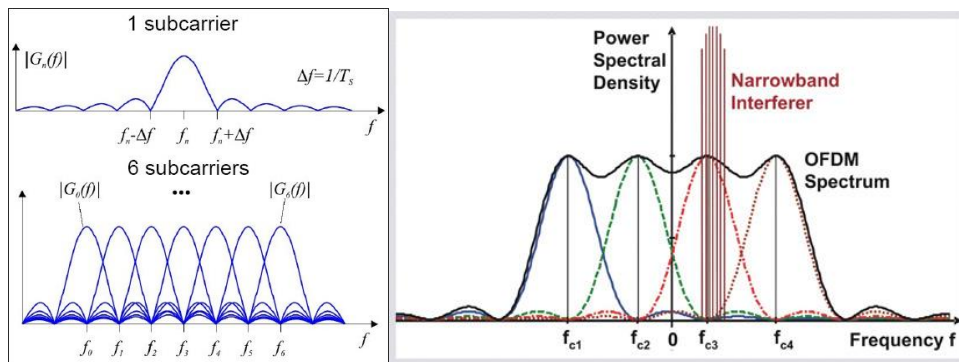 1 subcarrier
|Gₙ(f)|
Δf=1/Tₛ
fₙ-Δf fₙ fₙ+Δf f
6 subcarriers
|G₀(f)| ••• |G₆(f)|
f
f₀ f₁ f₂ f₃ f₄ f₅ f₆
Power
Spectral
Density
Narrowband
Interferer
OFDM
Spectrum
fc1 fc2 0 fc3 fc4 Frequency f